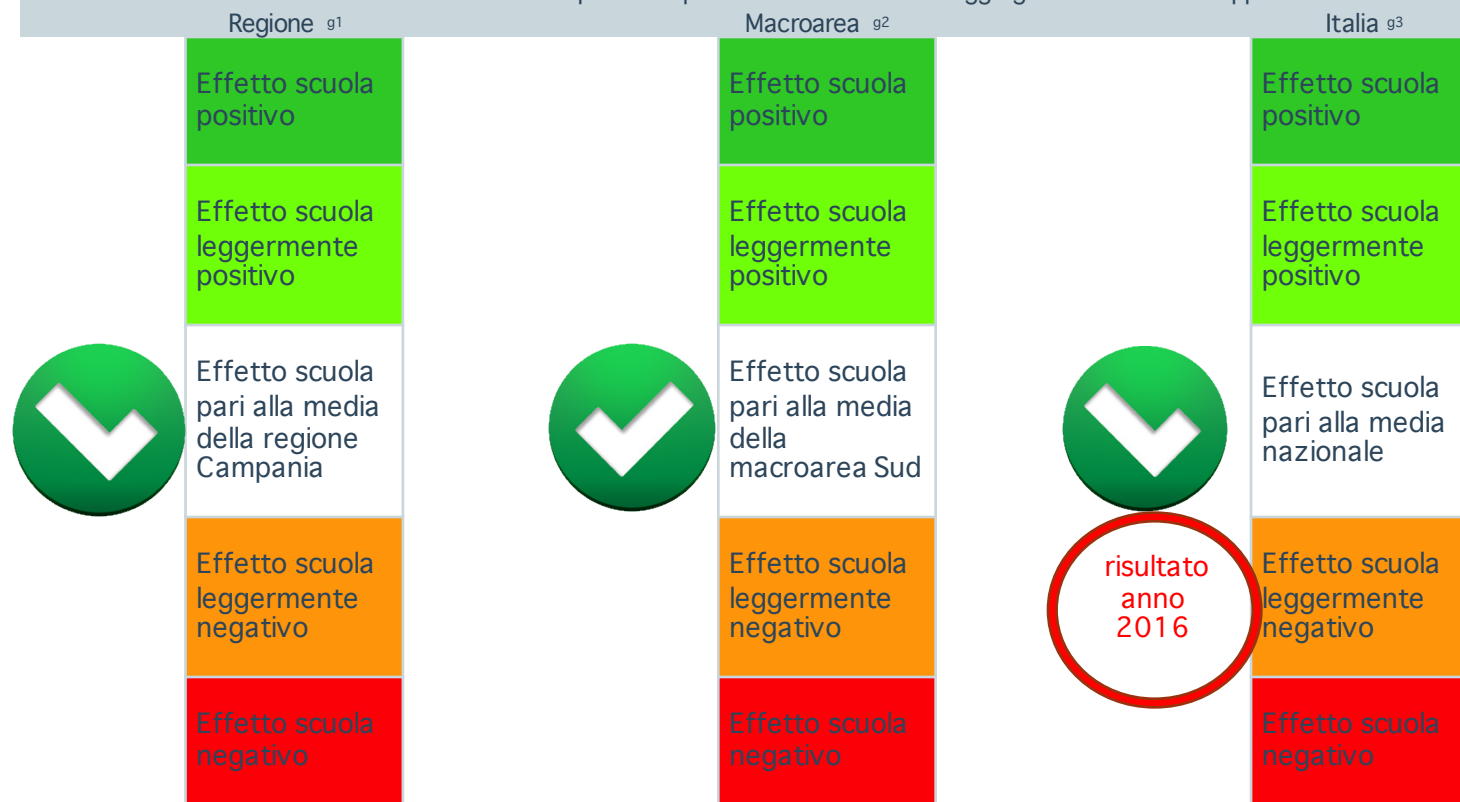 Regione g1
Macroarea g2
Italia g3
Effetto scuola
positivo
Effetto scuola
positivo
Effetto scuola
positivo
Effetto scuola
leggermente
positivo
Effetto scuola
leggermente
positivo
Effetto scuola
leggermente
positivo
Effetto scuola
pari alla media
della regione
Campania
Effetto scuola
pari alla media
della
macroarea Sud
Effetto scuola
pari alla media
nazionale
Effetto scuola
leggermente
negativo
Effetto scuola
leggermente
negativo
risultato
anno
2016
Effetto scuola
leggermente
negativo
Effetto scuola
negativo
Effetto scuola
negativo
Effetto scuola
negativo